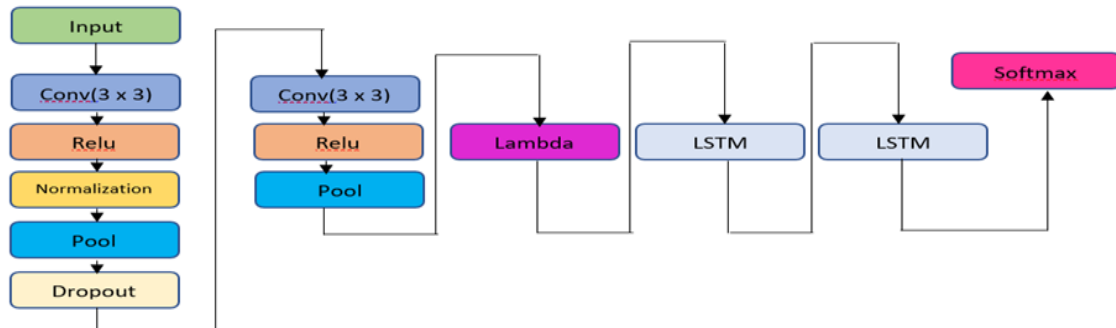 Input
Conv(3 x 3)
Relu
Normalization
Pool
Dropout
Conv(3 x 3)
Relu
Pool
Lambda
LSTM
LSTM
Softmax